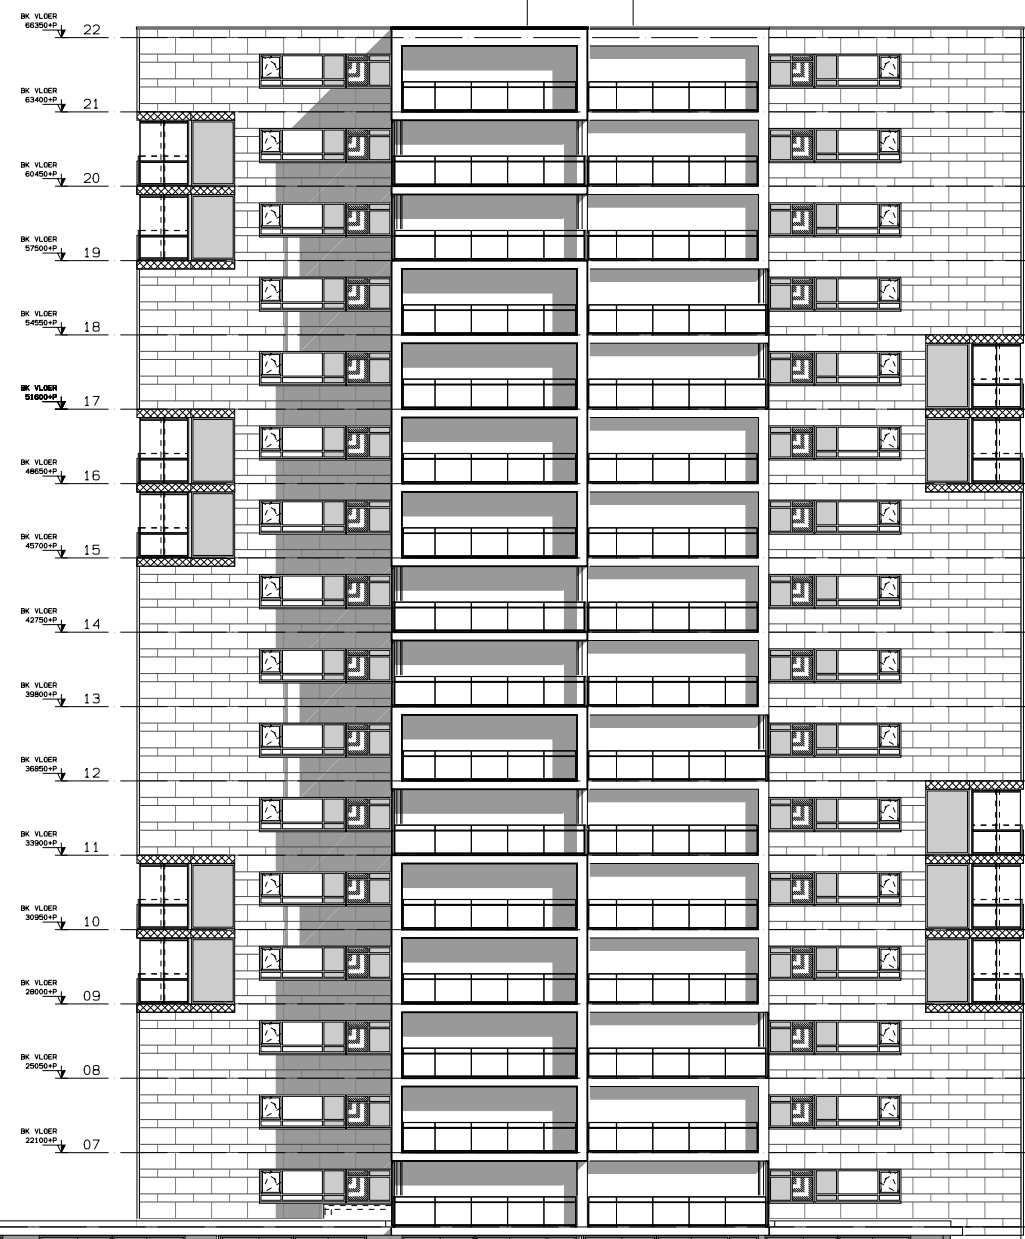 BK VLOER
66350+P 22
BK VLOER
63400+P 21
BK VLOER
60450+P 20
BK VLOER
57500+P 19
BK VLOER
54550+P 18
BK VLOER
51600+P 17
BK VLOER
48650+P 16
BK VLOER
45700+P 15
BK VLOER
42750+P 14
BK VLOER
39800+P 13
BK VLOER
36850+P 12
BK VLOER
33900+P 11
BK VLOER
30950+P 10
BK VLOER
28000+P 09
BK VLOER
25050+P 08
BK VLOER
22100+P 07